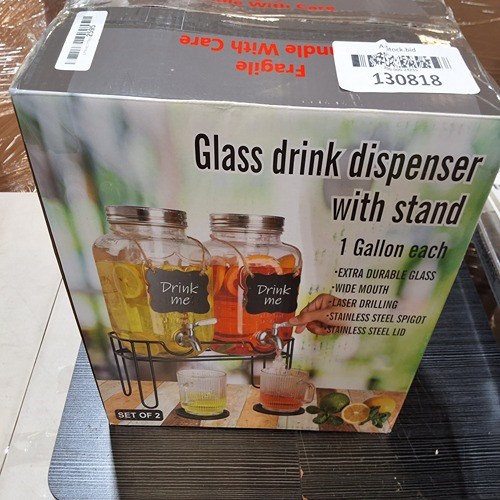 Fragile
Handle With Care
130818
Glass drink dispenser
with stand
1 Gallon each
•EXTRA DURABLE GLASS
•WIDE MOUTH
•LASER DRILLING
•STAINLESS STEEL SPIGOT
STAINLESS STEEL LID
Drink
me
Drink
me
SET OF 2